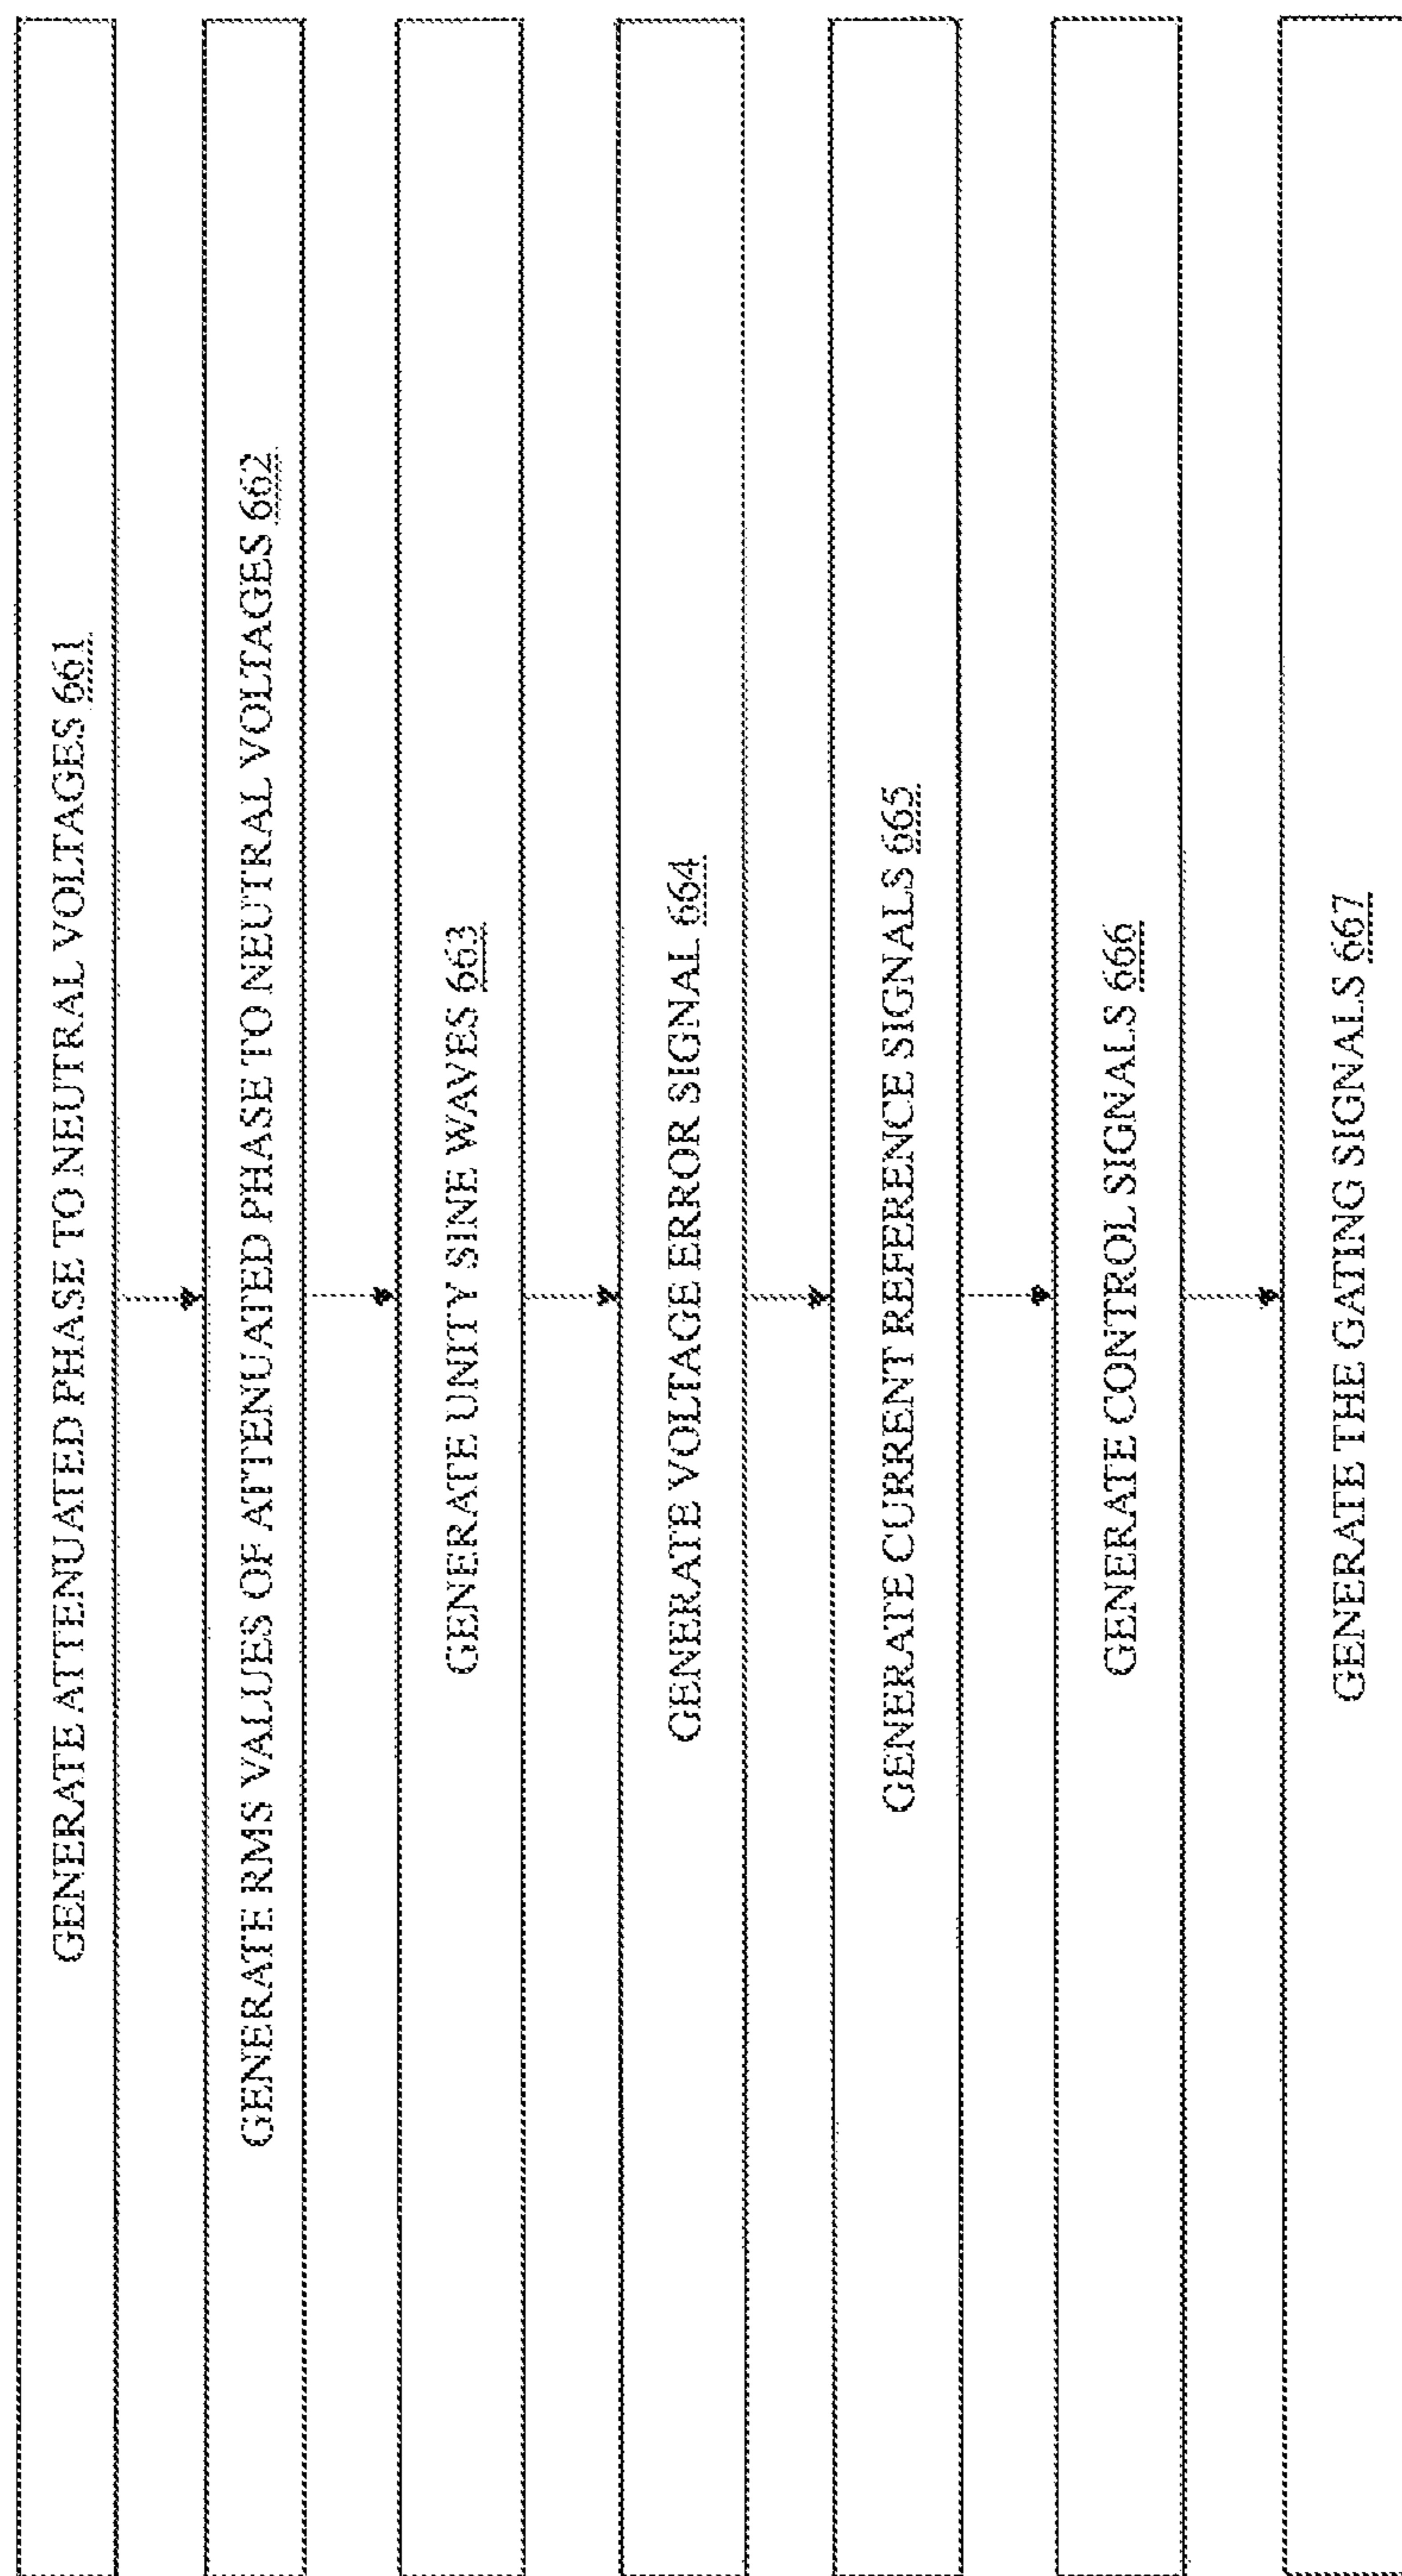 GENERATE ATTENUATED PHASE TO NEUTRAL VOLTAGES 661
GENERATE RMS VALUES OF ATTENUATED PHASE TO NEUTRAL VOLTAGES 662
GENERATE UNITY SINE WAVES 663
GENERATE VOLTAGE ERROR SIGNAL 664
GENERATE CURRENT REFERENCE SIGNALS 665
GENERATE CONTROL SIGNALS 666
GENERATE THE GATING SIGNALS 667